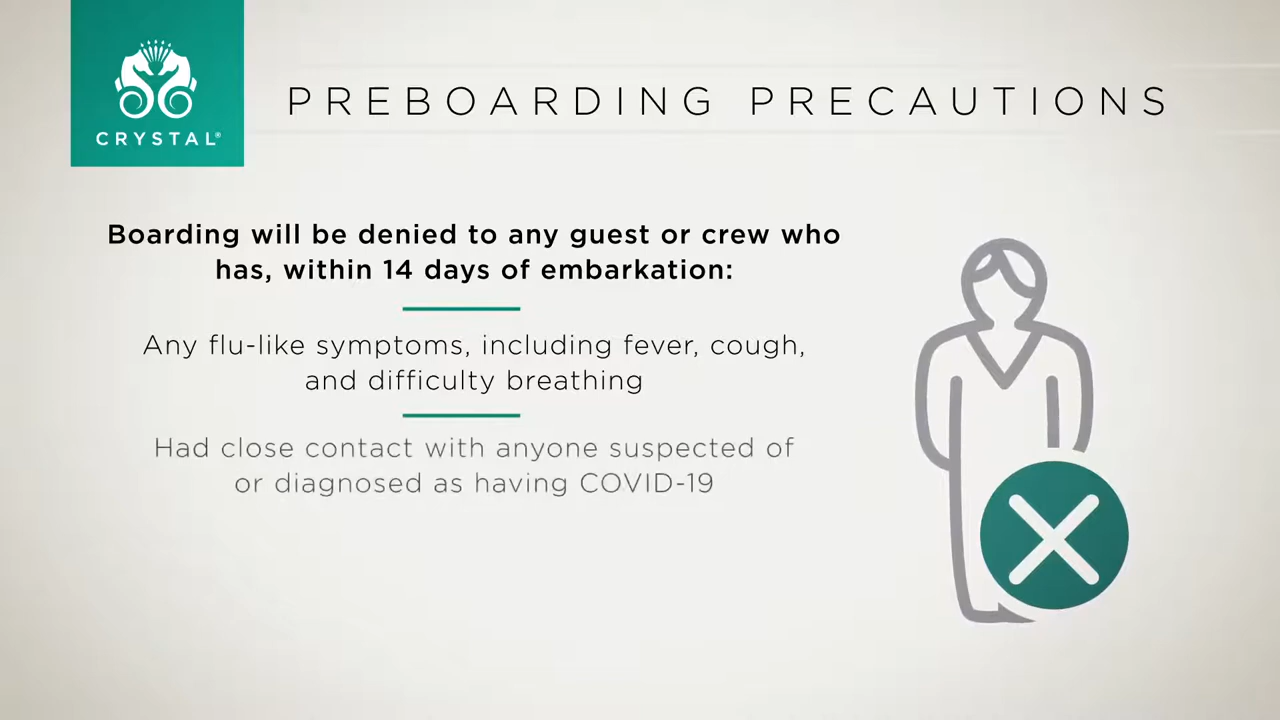 CRYSTAL®
PREBOARDING PRECAUTIONS
Boarding will be denied to any guest or crew who
has, within 14 days of embarkation:
Any flu-like symptoms, including fever, cough,
and difficulty breathing
Had close contact with anyone suspected of
or diagnosed as having COVID-19